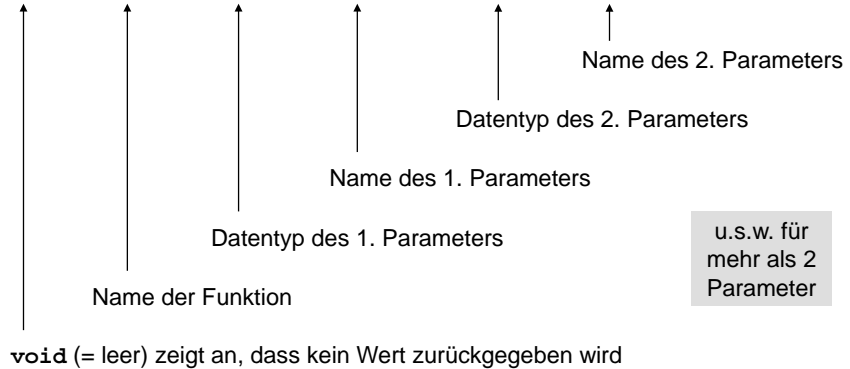 Name des 2. Parameters
Datentyp des 2. Parameters
Name des 1. Parameters
Datentyp des 1. Parameters
u.s.w. für
mehr als 2
Parameter
Name der Funktion
void (= leer) zeigt an, dass kein Wert zurückgegeben wird